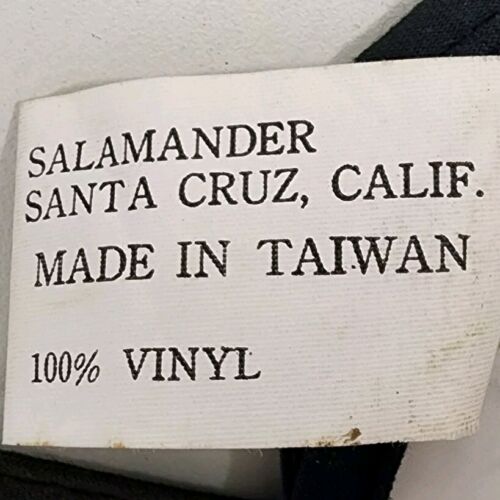 SALAMANDER
SANTA CRUZ, CALIF.
MADE IN TAIWAN
100% VINYL